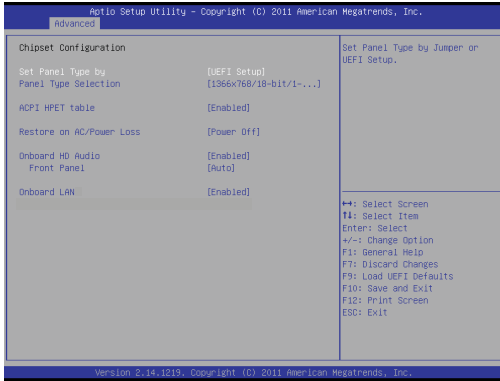 Aptio Setup Utility – Copyright (C) 2011 American Megatrends, Inc.
Advanced
Chipset Configuration
Set Panel Type by [UEFI Setup]
Panel Type Selection [1366x768/18-bit/1-...]
ACPI HPET table [Enabled]
Restore on AC/Power Loss [Power Off]
Onboard HD Audio [Enabled]
Front Panel [Auto]
Onboard LAN [Enabled]
Set Panel Type by Jumper or
UEFI Setup.
↔: Select Screen
↑↓: Select Item
Enter: Select
+/-: Change Option
F1: General Help
F7: Discard Changes
F9: Load UEFI Defaults
F10: Save and Exit
F12: Print Screen
ESC: Exit
Version 2.14.1219. Copyright (C) 2011 American Megatrends, Inc.